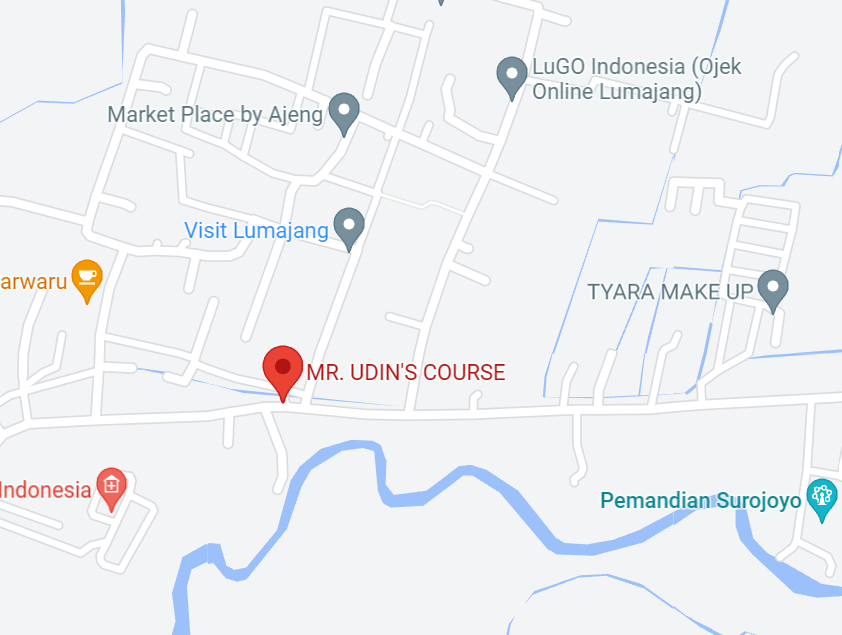 LuGO Indonesia (Ojek
Online Lumajang)
Market Place by Ajeng
Visit Lumajang
arwaru
TYARA MAKE UP
MR. UDIN'S COURSE
Indonesia
Pemandian Surojoyo